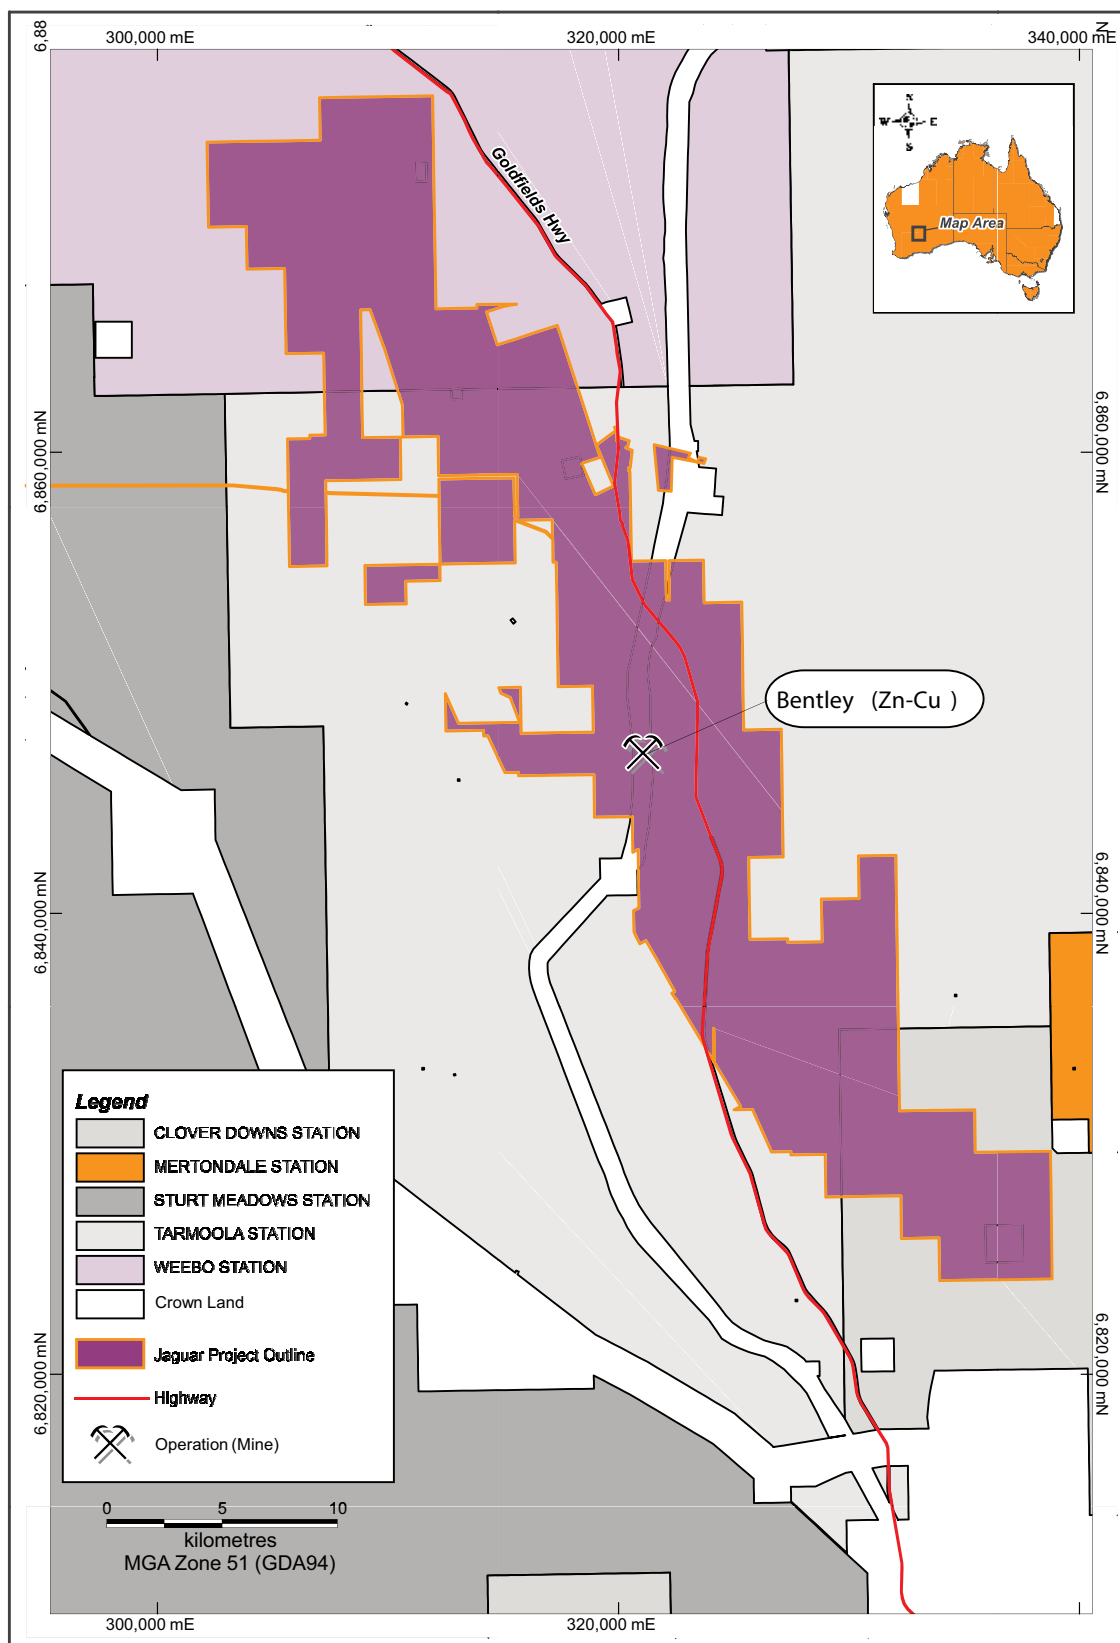 300,000 mE
320,000 mE
340,000 mE
N
6,88
N
W
E
S
Map Area
Goldfields Hwy
6,860,000 mN
6,860,000 mN
Bentley (Zn-Cu )
6,840,000 mN
6,840,000 mN
Legend
CLOVER DOWNS STATION
MERTONDALE STATION
STURT MEADOWS STATION
TARMOOLA STATION
WEEBO STATION
Crown Land
Jaguar Project Outline
Highway
Operation (Mine)
6,820,000 mN
6,820,000 mN
0 5 10
kilometres
MGA Zone 51 (GDA94)
300,000 mE
320,000 mE